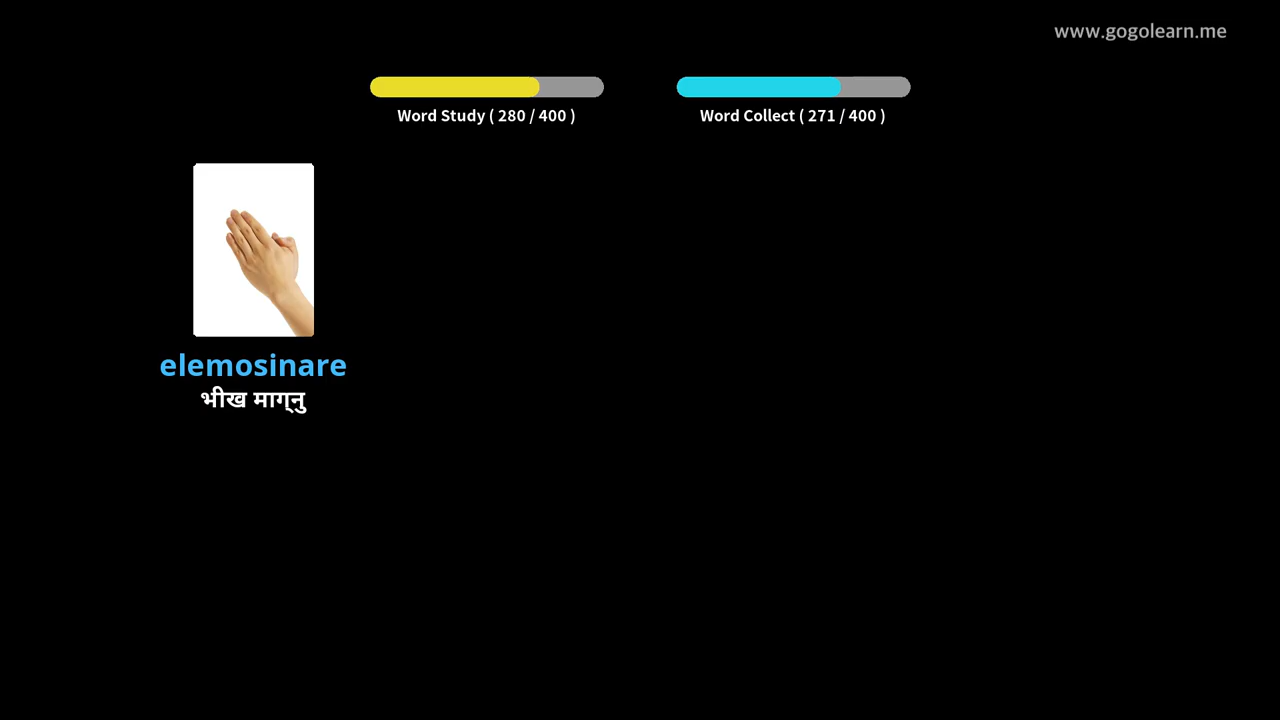 www.gogolearn.me
Word Study ( 280 / 400 )
Word Collect ( 271 / 400 )
elemosinare
भीख माग्नु